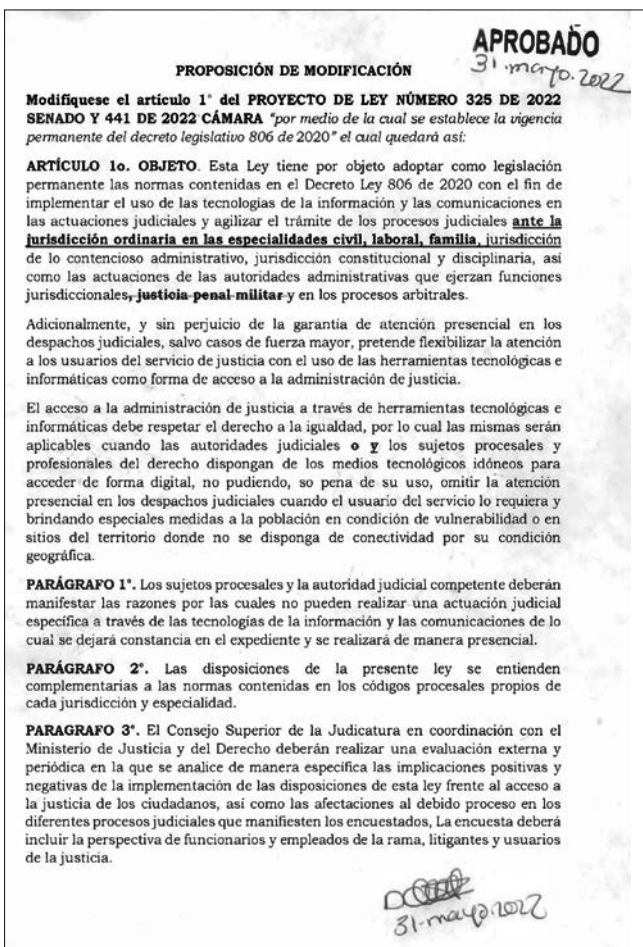 APROBADO
31. mayo. 2022
PROPOSICIÓN DE MODIFICACIÓN
Modifíquese el artículo 1° del PROYECTO DE LEY NÚMERO 325 DE 2022
SENADO Y 441 DE 2022 CÁMARA "por medio de la cual se establece la vigencia
permanente del decreto legislativo 806 de 2020" el cual quedará así:
ARTÍCULO 1o. OBJETO. Esta Ley tiene por objeto adoptar como legislación
permanente las normas contenidas en el Decreto Ley 806 de 2020 con el fin de
implementar el uso de las tecnologías de la información y las comunicaciones en
las actuaciones judiciales y agilizar el trámite de los procesos judiciales ante la
jurisdicción ordinaria en las especialidades civil, laboral, familia, jurisdicción
de lo contencioso administrativo, jurisdicción constitucional y disciplinaria, así
como las actuaciones de las autoridades administrativas que ejerzan funciones
jurisdiccionales, justicia penal militar y en los procesos arbitrales.
Adicionalmente, y sin perjuicio de la garantía de atención presencial en los
despachos judiciales, salvo casos de fuerza mayor, pretende flexibilizar la atención
a los usuarios del servicio de justicia con el uso de las herramientas tecnológicas e
informáticas como forma de acceso a la administración de justicia.
El acceso a la administración de justicia a través de herramientas tecnológicas e
informáticas debe respetar el derecho a la igualdad, por lo cual las mismas serán
aplicables cuando las autoridades judiciales o y los sujetos procesales y
profesionales del derecho dispongan de los medios tecnológicos idóneos para
acceder de forma digital, no pudiendo, so pena de su uso, omitir la atención
presencial en los despachos judiciales cuando el usuario del servicio lo requiera y
brindando especiales medidas a la población en condición de vulnerabilidad o en
sitios del territorio donde no se disponga de conectividad por su condición
geográfica.
PARÁGRAFO 1°. Los sujetos procesales y la autoridad judicial competente deberán
manifestar las razones por las cuales no pueden realizar una actuación judicial
específica a través de las tecnologías de la información y las comunicaciones de lo
cual se dejará constancia en el expediente y se realizará de manera presencial.
PARÁGRAFO 2°. Las disposiciones de la presente ley se entienden
complementarias a las normas contenidas en los códigos procesales propios de
cada jurisdicción y especialidad.
PARAGRAFO 3°. El Consejo Superior de la Judicatura en coordinación con el
Ministerio de Justicia y del Derecho deberán realizar una evaluación externa y
periódica en la que se analice de manera específica las implicaciones positivas y
negativas de la implementación de las disposiciones de esta ley frente al acceso a
la justicia de los ciudadanos, así como las afectaciones al debido proceso en los
diferentes procesos judiciales que manifiesten los encuestados, La encuesta deberá
incluir la perspectiva de funcionarios y empleados de la rama, litigantes y usuarios
de la justicia.
31-mayo.2022